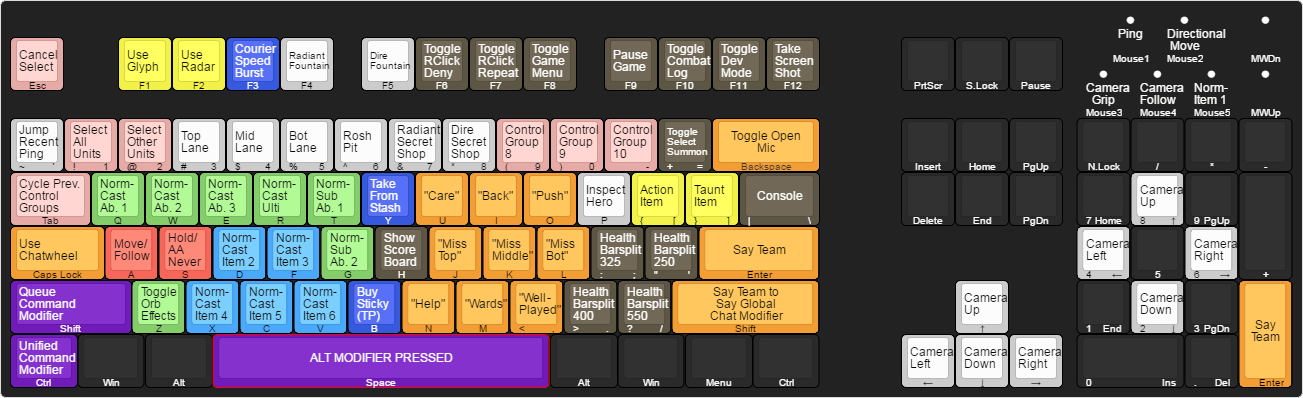 Ping
Directional Move
Mouse1 Mouse2 MWDn
Cancel Select Esc
Use Glyph F1
Use Radar F2
Courier Speed Burst F3
Radiant Fountain F4
Dire Fountain F5
Toggle RClick Deny F6
Toggle RClick Repeat F7
Toggle Game Menu F8
Pause Game F9
Toggle Combat Log F10
Toggle Dev Mode F11
Take Screen Shot F12
PrtScr
S.Lock
Pause
Camera Grip Mouse3
Camera Follow Mouse4
Norm-Item 1 Mouse5
MWUp
Jump Recent Ping ~ `
Select All Units ! 1
Select Other Units @ 2
Top Lane # 3
Mid Lane $ 4
Bot Lane % 5
Rosh Pit ^ 6
Radiant Secret Shop & 7
Dire Secret Shop * 8
Control Group 8 ( 9
Control Group 9 ) 0
Control Group 10 _ -
Toggle Select Summon + =
Toggle Open Mic Backspace
Insert
Home
PgUp
N.Lock
/
*
-
Cycle Prev. Control Groups Tab
Norm-Cast Ab. 1 Q
Norm-Cast Ab. 2 W
Norm-Cast Ab. 3 E
Norm-Cast Ulti R
Norm-Sub Ab. 1 T
Take From Stash Y
"Care" U
"Back" I
"Push" O
Inspect Hero P
Action Item { [
Taunt Item } ]
Console | \
Delete
End
PgDn
7 Home
Camera Up 8 ↑
9 PgUp
Use Chatwheel Caps Lock
Move/ Follow A
Hold/ AA Never S
Norm-Cast Item 2 D
Norm-Cast Item 3 F
Norm-Sub Ab. 2 G
Show Score Board H
"Miss Top" J
"Miss Middle" K
"Miss Bot" L
Health Barsplit 325 : ;
Health Barsplit 250 " '
Say Team Enter
Camera Left 4 ←
5
Camera Right 6 →
+
Queue Command Modifier Shift
Toggle Orb Effects Z
Norm-Cast Item 4 X
Norm-Cast Item 5 C
Norm-Cast Item 6 V
Buy Sticky (TP) B
"Help" N
"Wards" M
"Well-Played" < ,
Health Barsplit 400 > .
Health Barsplit 550 ? /
Say Team to Say Global Chat Modifier Shift
Camera Up ↑
1 End
Camera Down 2 ↓
3 PgDn
Say Team Enter
Unified Command Modifier Ctrl
Win
Alt
ALT MODIFIER PRESSED Space
Alt
Win
Menu
Ctrl
Camera Left ←
Camera Down ↓
Camera Right →
0 Ins
. Del